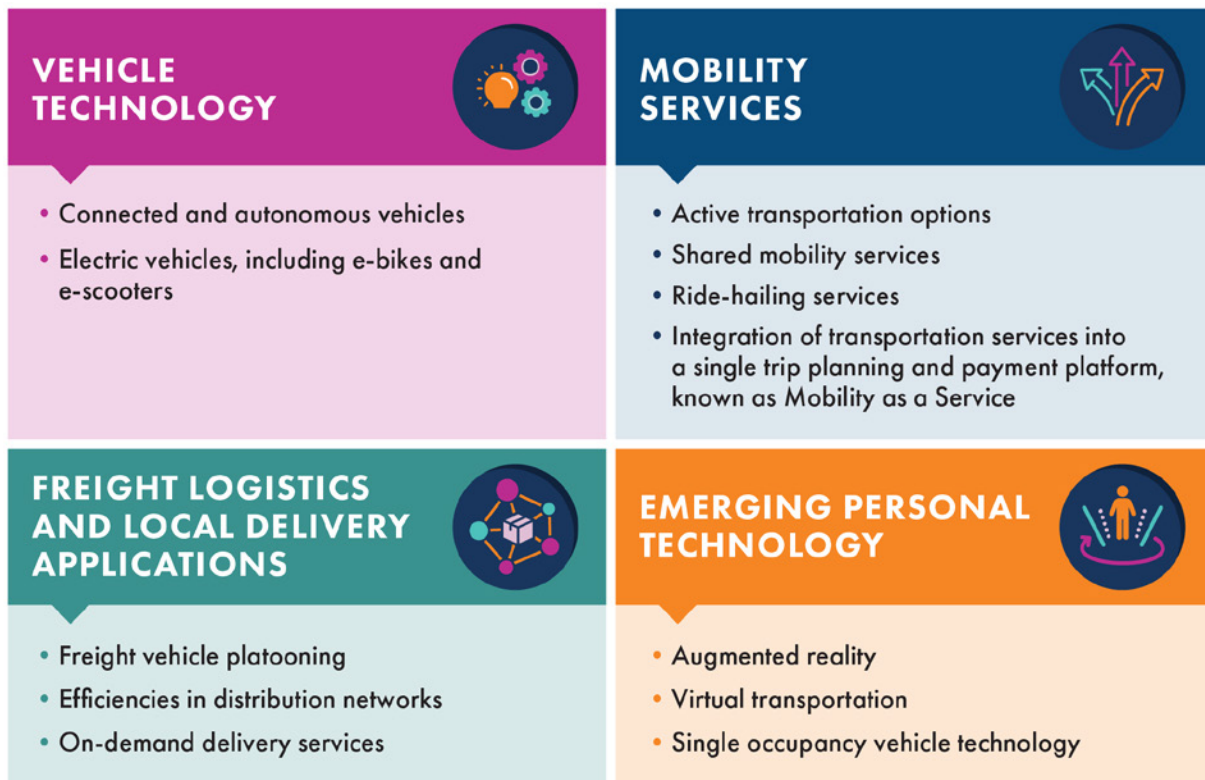 VEHICLE
TECHNOLOGY
• Connected and autonomous vehicles
• Electric vehicles, including e-bikes and
e-scooters
MOBILITY
SERVICES
• Active transportation options
• Shared mobility services
• Ride-hailing services
• Integration of transportation services into
a single trip planning and payment platform,
known as Mobility as a Service
FREIGHT LOGISTICS
AND LOCAL DELIVERY
APPLICATIONS
• Freight vehicle platooning
• Efficiencies in distribution networks
• On-demand delivery services
EMERGING PERSONAL
TECHNOLOGY
• Augmented reality
• Virtual transportation
• Single occupancy vehicle technology